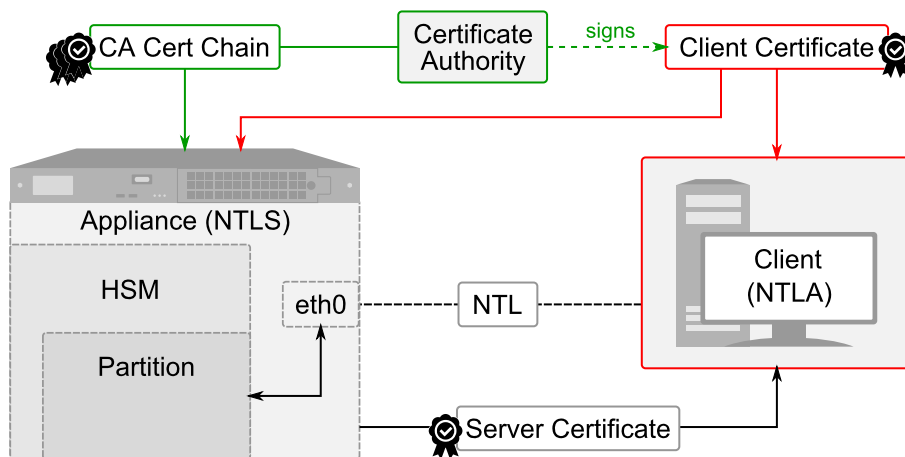 CA Cert Chain
Certificate
Authority
signs
Client Certificate
Appliance (NTLS)
HSM
eth0
NTL
Client
(NTLA)
Partition
Server Certificate